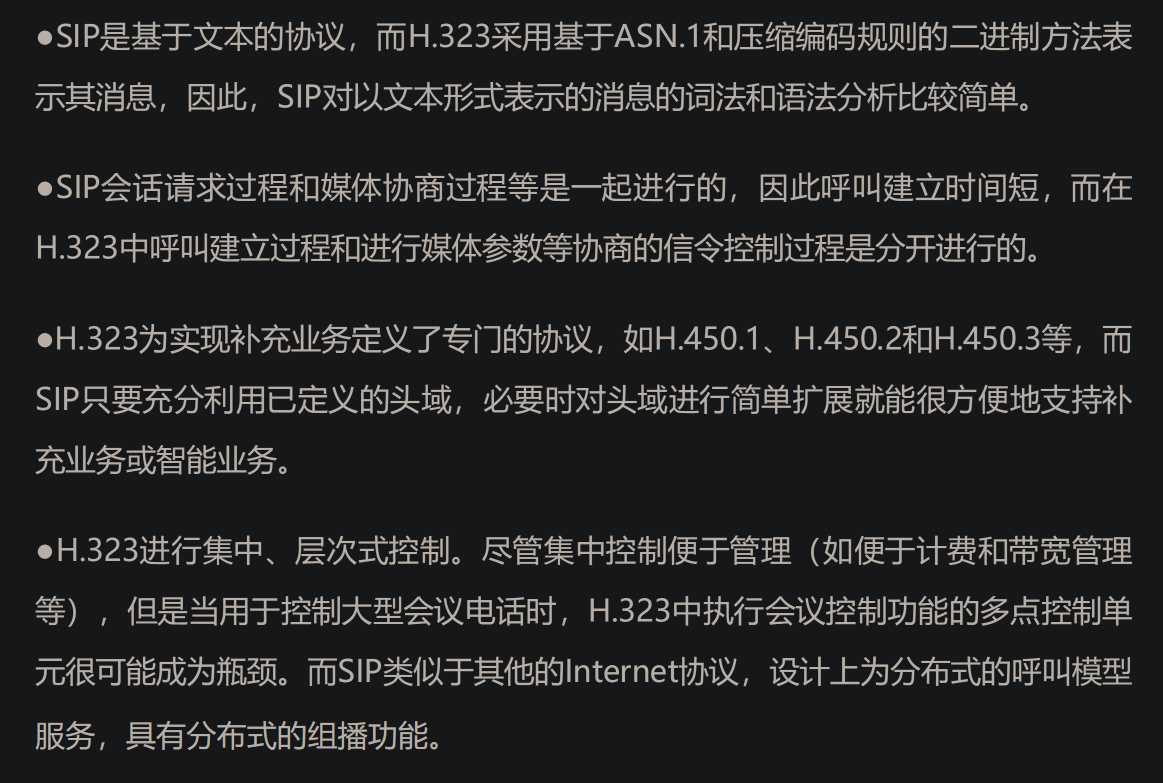 ●SIP是基于文本的协议，而H.323采用基于ASN.1和压缩编码规则的二进制方法表
示其消息，因此，SIP对以文本形式表示的消息的词法和语法分析比较简单。
●SIP会话请求过程和媒体协商过程等是一起进行的，因此呼叫建立时间短，而在
H.323中呼叫建立过程和进行媒体参数等协商的信令控制过程是分开进行的。
●H.323为实现补充业务定义了专门的协议，如H.450.1、H.450.2和H.450.3等，而
SIP只要充分利用已定义的头域，必要时对头域进行简单扩展就能很方便地支持补
充业务或智能业务。
●H.323进行集中、层次式控制。尽管集中控制便于管理（如便于计费和带宽管理
等），但是当用于控制大型会议电话时，H.323中执行会议控制功能的多点控制单
元很可能成为瓶颈。而SIP类似于其他的Internet协议，设计上为分布式的呼叫模型
服务，具有分布式的组播功能。